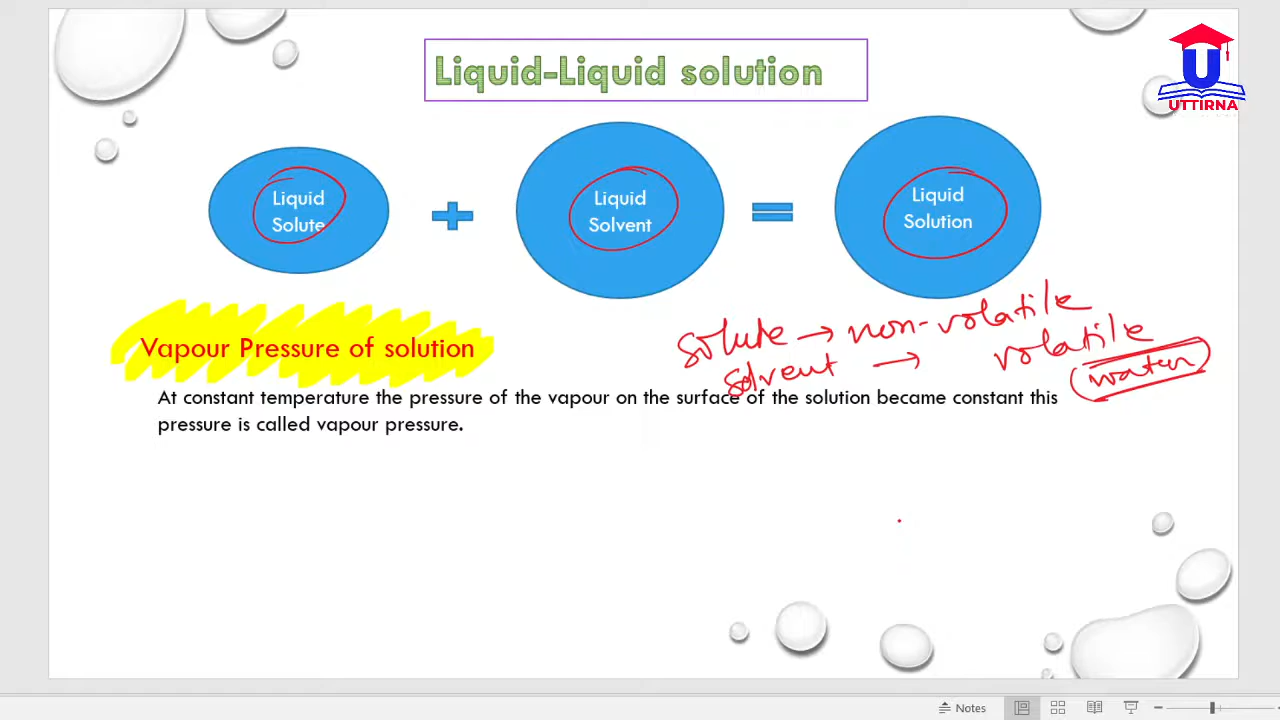 Liquid-Liquid solution
UTTIRNA
Liquid
Solute
+
Liquid
Solvent
=
Liquid
Solution
Vapour Pressure of solution
solute → non-volatile
solvent → volatile
(water)
At constant temperature the pressure of the vapour on the surface of the solution became constant this
pressure is called vapour pressure.
Notes